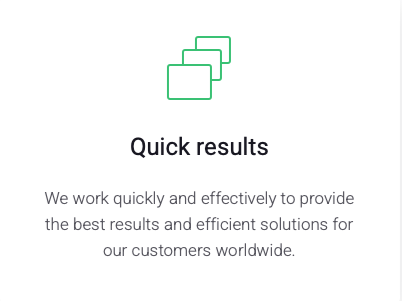 Quick results
We work quickly and effectively to provide
the best results and efficient solutions for
our customers worldwide.